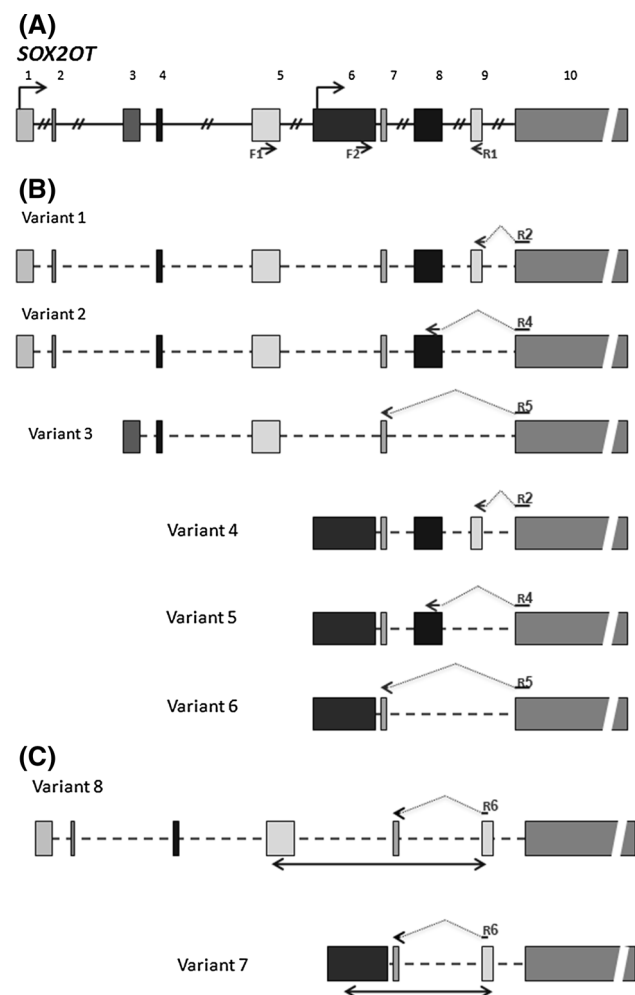 (A)
SOX2OT
1 2 3 4 5 6 7 8 9 10
F1 F2 R1
(B)
Variant 1
R2
Variant 2
R4
Variant 3
R5
Variant 4
R2
Variant 5
R4
Variant 6
R5
(C)
Variant 8
R6
Variant 7
R6